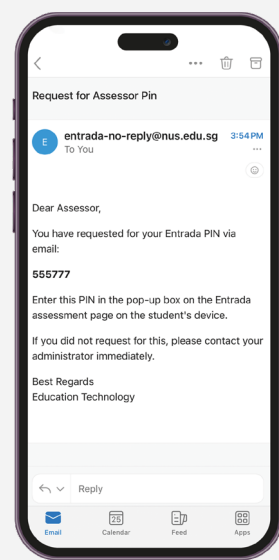 Request for Assessor Pin
E
entrada-no-reply@nus.edu.sg 3:54 PM
To You
Dear Assessor,
You have requested for your Entrada PIN via
email:
555777
Enter this PIN in the pop-up box on the Entrada
assessment page on the student's device.
If you did not request for this, please contact your
administrator immediately.
Best Regards
Education Technology
Reply
25
Email Calendar Feed Apps